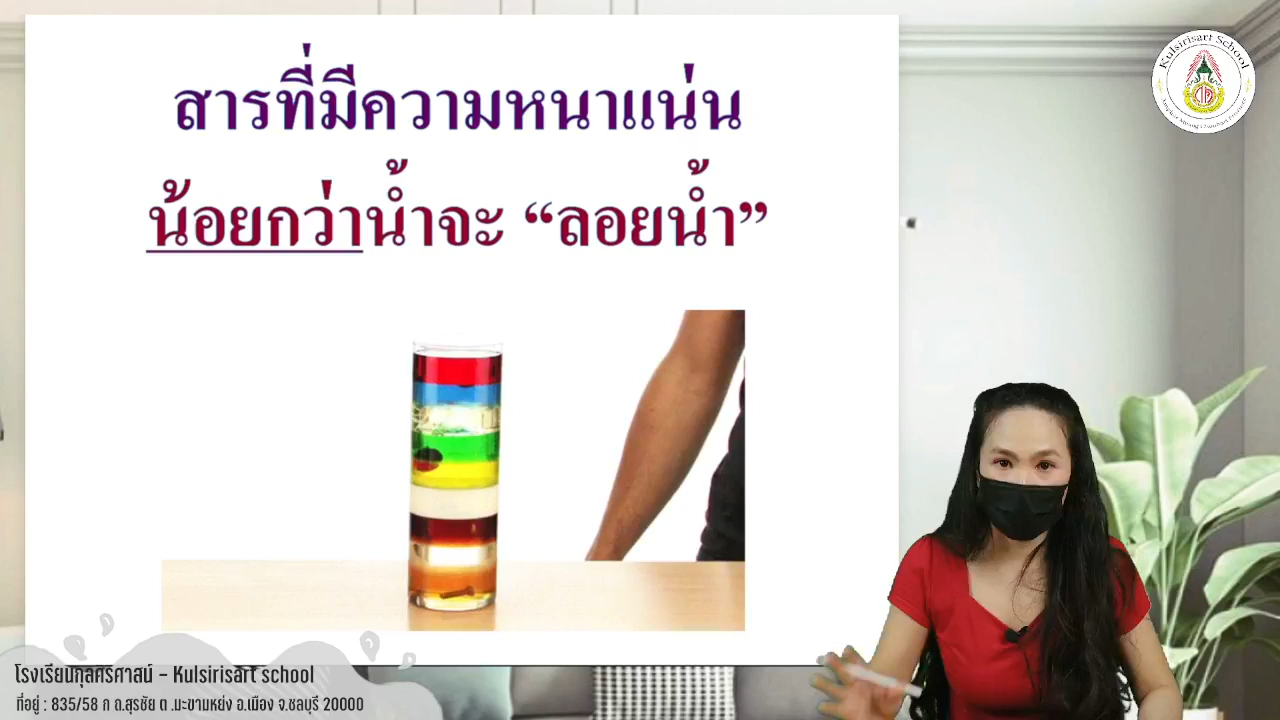 สารที่มีความหนาแน่น
น้อยกว่าน้ำจะ “ลอยน้ำ”
Kulsirisart School
โรงเรียนกุลศิริศาสน์ - Kulsirisart school
ที่อยู่ : 835/58 ก ถ.สุรชัย ต .มะขามหย่ง อ.เมือง จ.ชลบุรี 20000